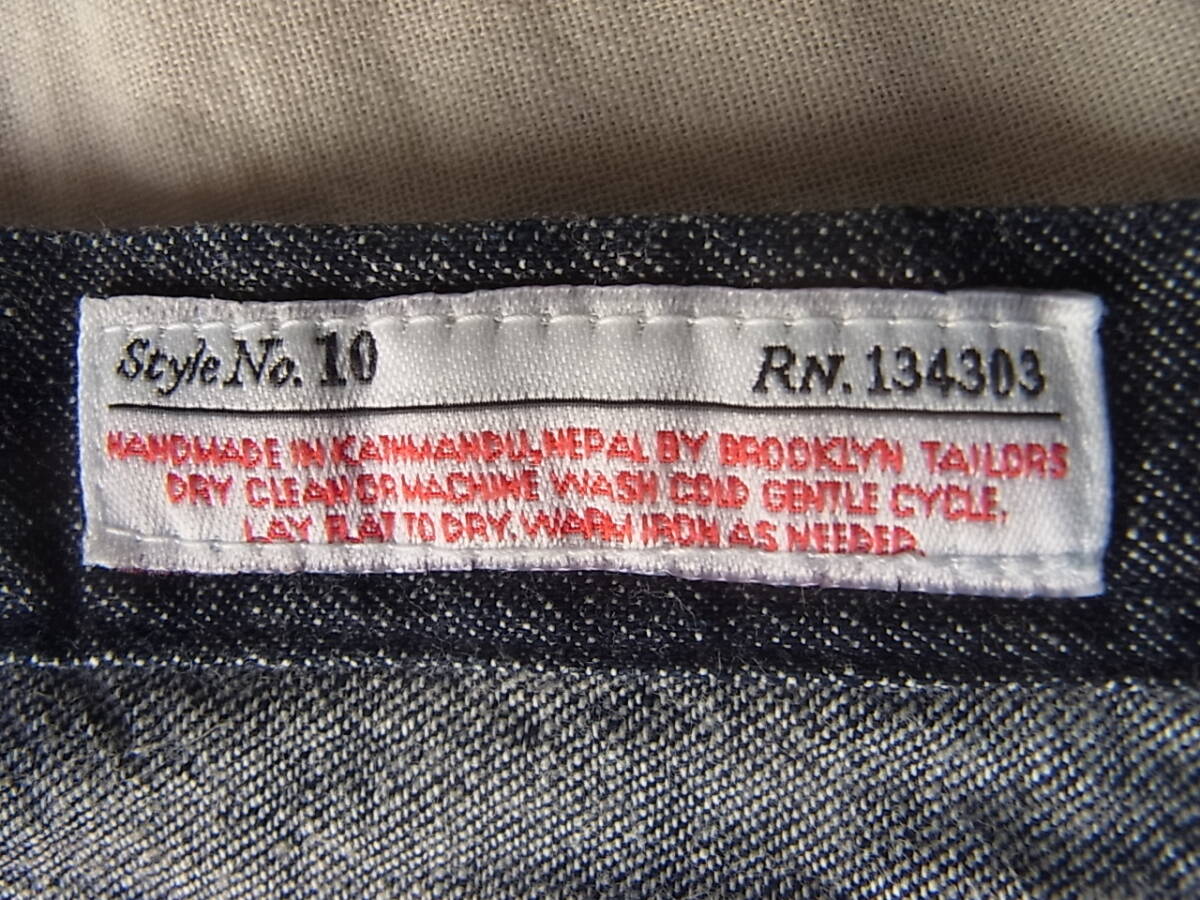 Style No. 10 RN. 134303
HANDMADE IN KATHMANDU, NEPAL BY BROOKLYN TAILORS
DRY CLEAN OR MACHINE WASH COLD GENTLE CYCLE,
LAY FLAT TO DRY. WARM IRON AS NEEDED.